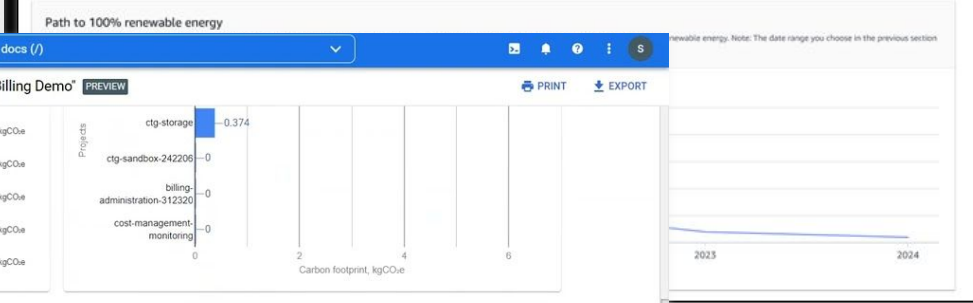 Path to 100% renewable energy
newable energy. Note: The date range you choose in the previous section
docs (/)
S
illing Demo" PREVIEW
PRINT
EXPORT
kgCO₂e
kgCO₂e
kgCO₂e
kgCO₂e
kgCO₂e
Projects
ctg-storage
0.374
ctg-sandbox-242206
0
billing-
administration-312320
0
cost-management-
monitoring
0
0 2 4 6
Carbon footprint, kgCO₂e
2023 2024